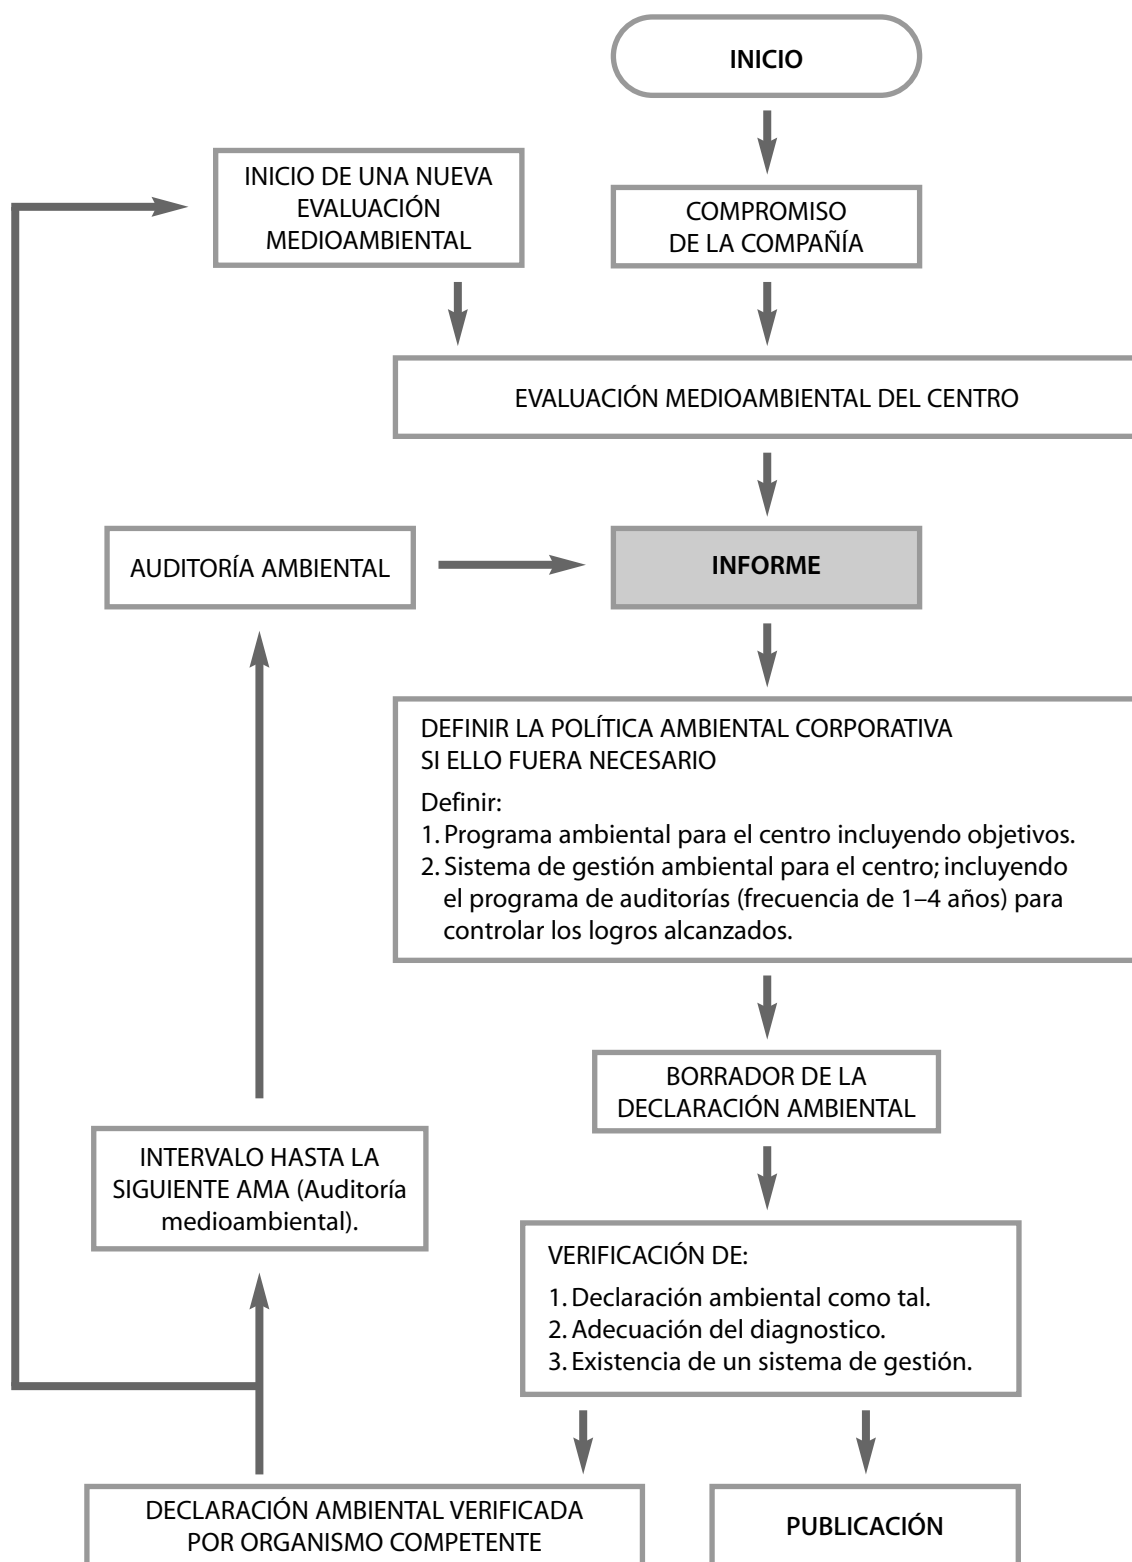 INICIO
INICIO DE UNA NUEVA
EVALUACIÓN
MEDIOAMBIENTAL
COMPROMISO
DE LA COMPAÑÍA
EVALUACIÓN MEDIOAMBIENTAL DEL CENTRO
AUDITORÍA AMBIENTAL
INFORME
DEFINIR LA POLÍTICA AMBIENTAL CORPORATIVA
SI ELLO FUERA NECESARIO
Definir:
1. Programa ambiental para el centro incluyendo objetivos.
2. Sistema de gestión ambiental para el centro; incluyendo
el programa de auditorías (frecuencia de 1–4 años) para
controlar los logros alcanzados.
BORRADOR DE LA
DECLARACIÓN AMBIENTAL
INTERVALO HASTA LA
SIGUIENTE AMA (Auditoría
medioambiental).
VERIFICACIÓN DE:
1. Declaración ambiental como tal.
2. Adecuación del diagnostico.
3. Existencia de un sistema de gestión.
DECLARACIÓN AMBIENTAL VERIFICADA
POR ORGANISMO COMPETENTE
PUBLICACIÓN